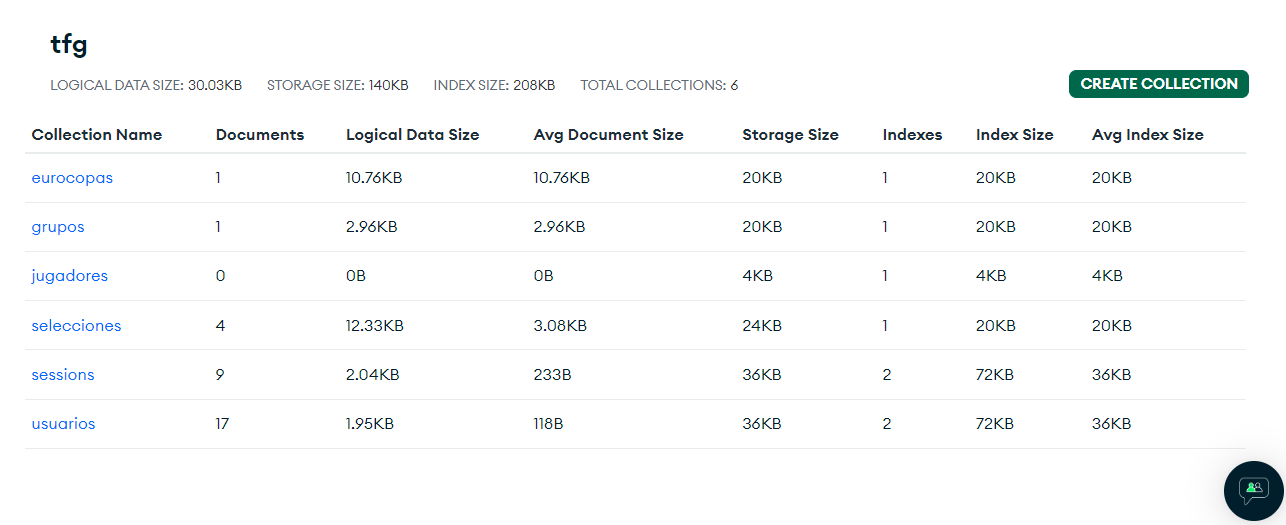 tfg
LOGICAL DATA SIZE: 30.03KB STORAGE SIZE: 140KB INDEX SIZE: 208KB TOTAL COLLECTIONS: 6 CREATE COLLECTION
Collection Name Documents Logical Data Size Avg Document Size Storage Size Indexes Index Size Avg Index Size
eurocopas 1 10.76KB 10.76KB 20KB 1 20KB 20KB
grupos 1 2.96KB 2.96KB 20KB 1 20KB 20KB
jugadores 0 0B 0B 4KB 1 4KB 4KB
selecciones 4 12.33KB 3.08KB 24KB 1 20KB 20KB
sessions 9 2.04KB 233B 36KB 2 72KB 36KB
usuarios 17 1.95KB 118B 36KB 2 72KB 36KB